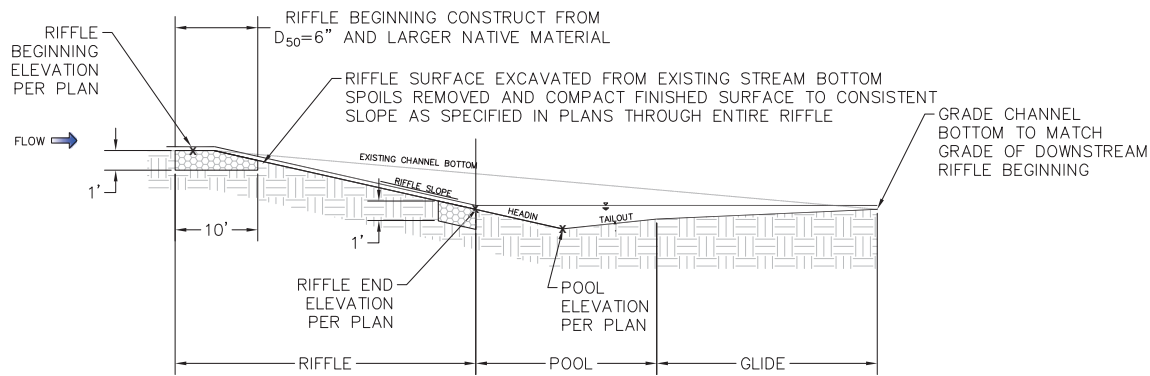 RIFFLE BEGINNING CONSTRUCT FROM
D₅₀=6" AND LARGER NATIVE MATERIAL
RIFFLE
BEGINNING
ELEVATION
PER PLAN
RIFFLE SURFACE EXCAVATED FROM EXISTING STREAM BOTTOM
SPOILS REMOVED AND COMPACT FINISHED SURFACE TO CONSISTENT
SLOPE AS SPECIFIED IN PLANS THROUGH ENTIRE RIFFLE
GRADE CHANNEL
BOTTOM TO MATCH
GRADE OF DOWNSTREAM
RIFFLE BEGINNING
FLOW
EXISTING CHANNEL BOTTOM
1'
RIFFLE SLOPE
HEADIN
TAILOUT
10'
1'
RIFFLE END
ELEVATION
PER PLAN
POOL
ELEVATION
PER PLAN
RIFFLE
POOL
GLIDE